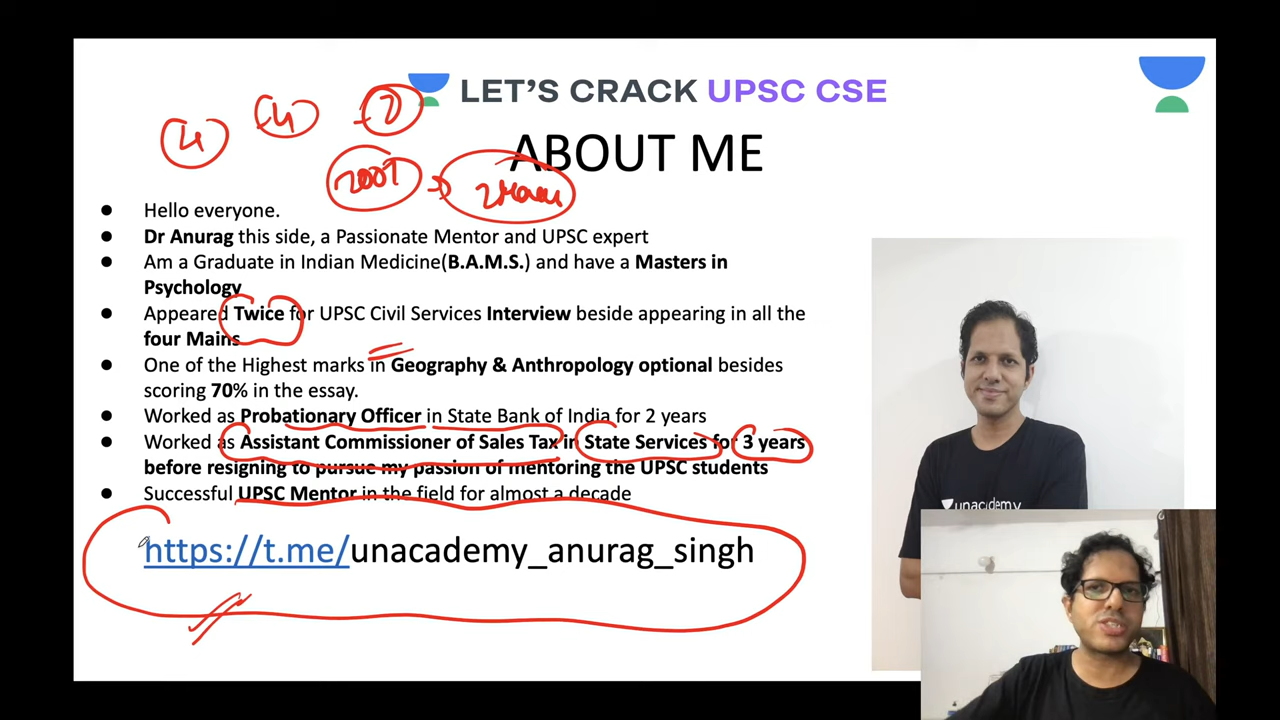 LET'S CRACK UPSC CSE
ABOUT ME
4
4
2
Hello everyone.
Dr Anurag this side, a Passionate Mentor and UPSC expert
Am a Graduate in Indian Medicine(B.A.M.S.) and have a Masters in
Psychology
Appeared Twice for UPSC Civil Services Interview beside appearing in all the
four Mains
One of the Highest marks in Geography & Anthropology optional besides
scoring 70% in the essay.
Worked as Probationary Officer in State Bank of India for 2 years
Worked as Assistant Commissioner of Sales Tax in State Services for 3 years
before resigning to pursue my passion of mentoring the UPSC students
Successful UPSC Mentor in the field for almost a decade
https://t.me/unacademy_anurag_singh
unacademy